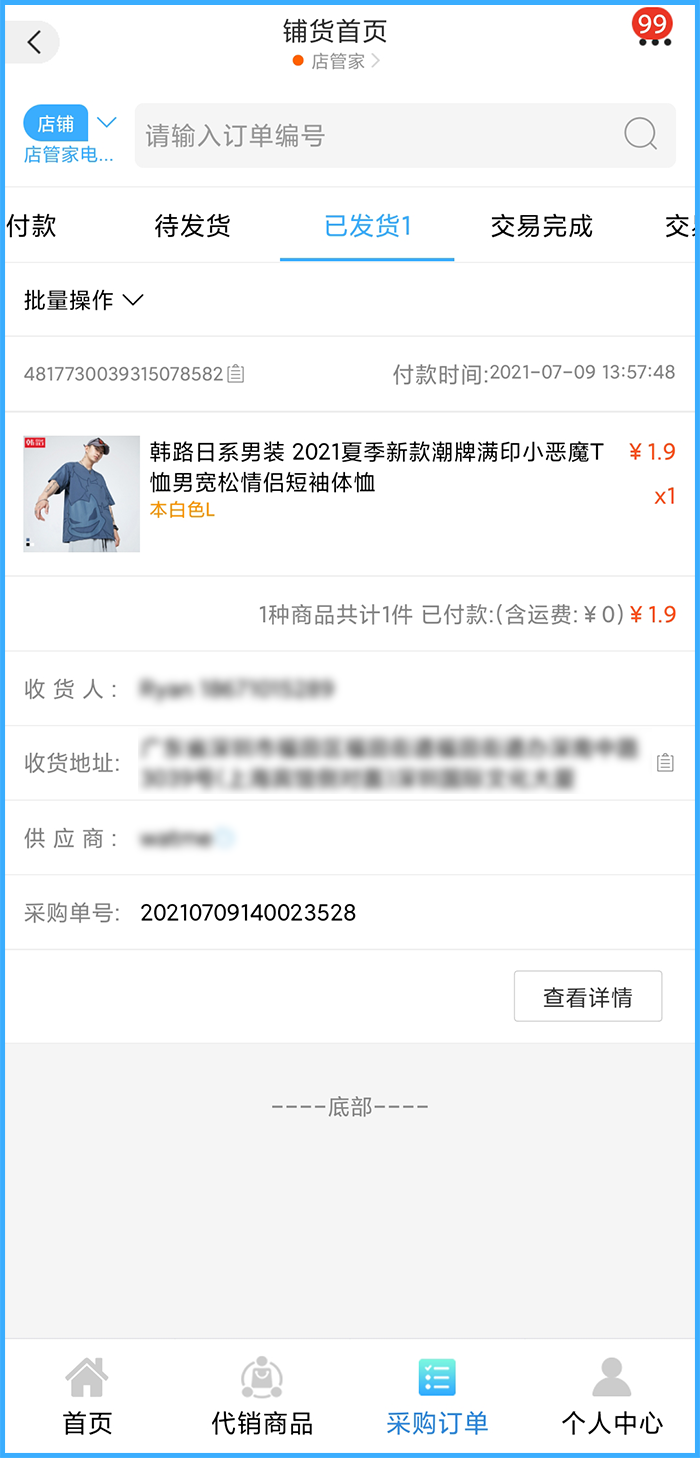 铺货首页
99
店管家
店铺
店管家电...
请输入订单编号
付款 待发货 已发货1 交易完成
批量操作
4817730039315078582 付款时间:2021-07-09 13:57:48
韩路日系男装 2021夏季新款潮牌满印小恶魔T ¥1.9
恤男宽松情侣短袖体恤 x1
本白色L
1种商品共计1件 已付款:(含运费:¥0) ¥1.9
收货人:
收货地址:
供应商:
采购单号: 20210709140023528
查看详情
----底部----
首页 代销商品 采购订单 个人中心